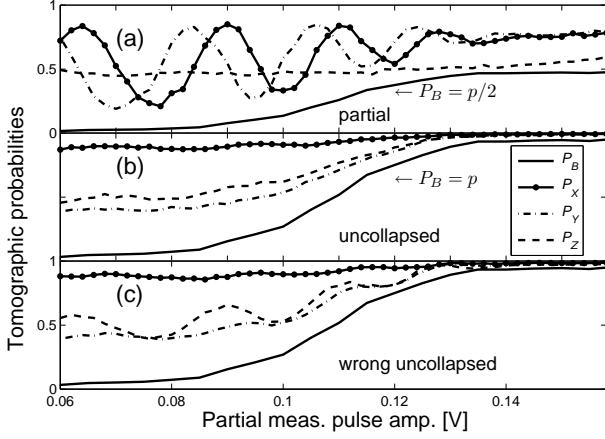 Tomographic probabilities
1
0.5
0
(a)
← P_B = p/2
partial
(b)
← P_B = p
uncollapsed
P_B
P_X
P_Y
P_Z
1
0.5
0
(c)
wrong uncollapsed
0.06 0.08 0.1 0.12 0.14
Partial meas. pulse amp. [V]